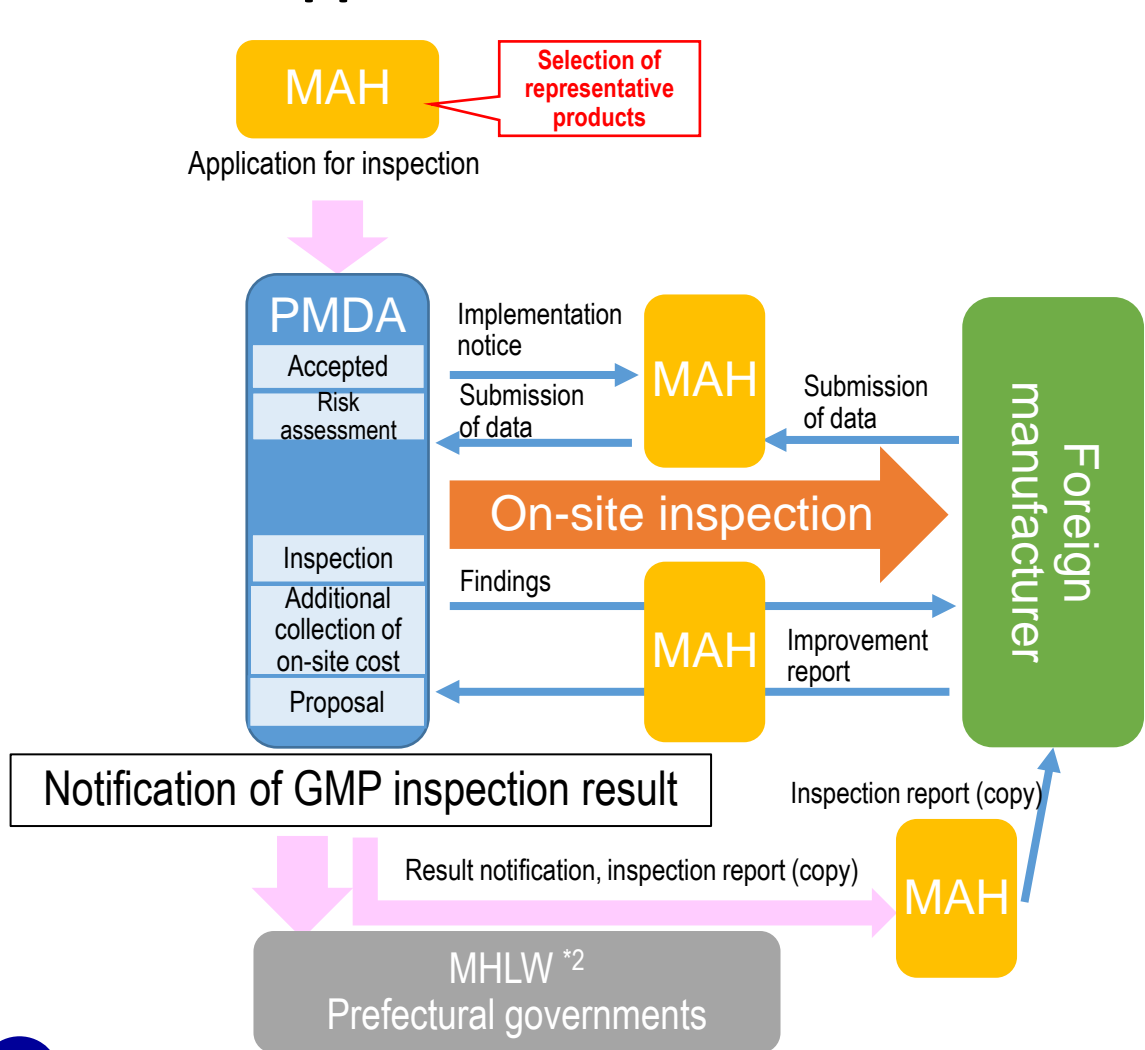 MAH
Selection of
representative
products
Application for inspection
PMDA
Accepted
Risk
assessment
Inspection
Additional
collection of
on-site cost
Proposal
Implementation
notice
Submission
of data
MAH
Submission
of data
Foreign
manufacturer
On-site inspection
Findings
MAH
Improvement
report
Notification of GMP inspection result
Inspection report (copy)
Result notification, inspection report (copy)
MAH
MHLW *2
Prefectural governments